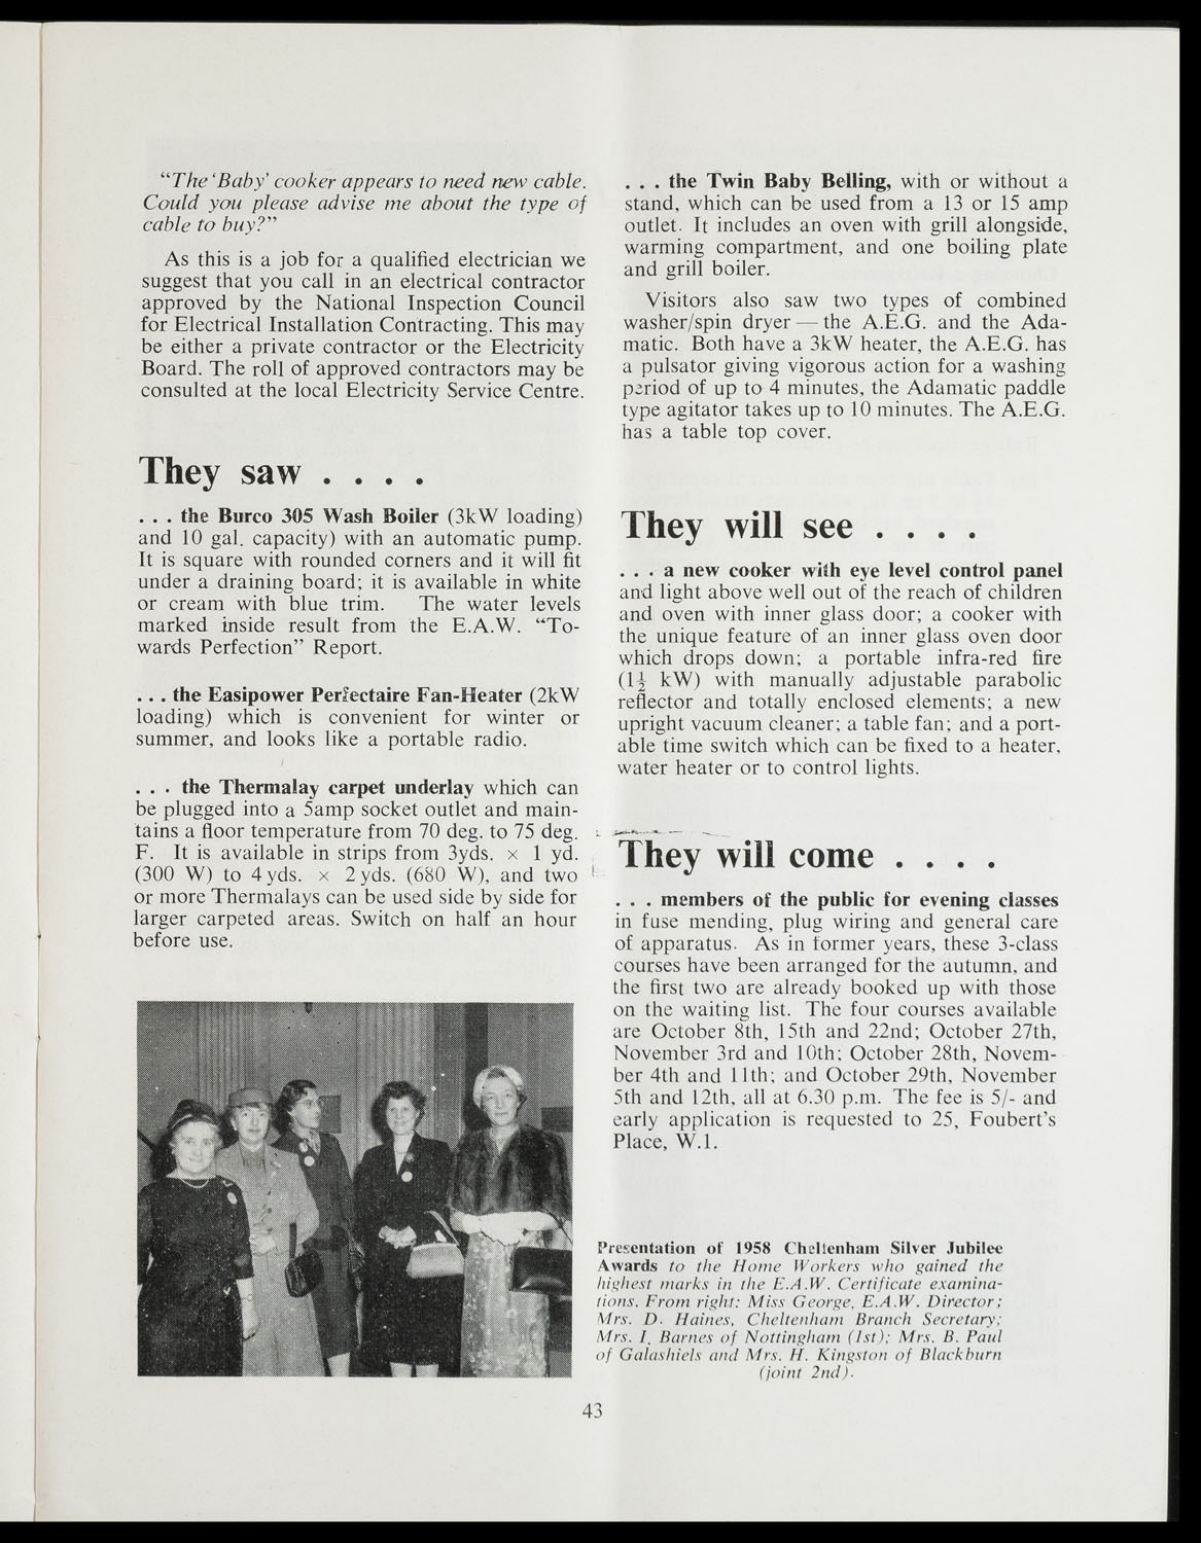 "The 'Baby' cooker appears to need new cable.
Could you please advise me about the type of
cable to buy?"
As this is a job for a qualified electrician we
suggest that you call in an electrical contractor
approved by the National Inspection Council
for Electrical Installation Contracting. This may
be either a private contractor or the Electricity
Board. The roll of approved contractors may be
consulted at the local Electricity Service Centre.
They saw . . . .
. . . the Burco 305 Wash Boiler (3kW loading)
and 10 gal. capacity) with an automatic pump.
It is square with rounded corners and it will fit
under a draining board; it is available in white
or cream with blue trim. The water levels
marked inside result from the E.A.W. "To-
wards Perfection" Report.
. . . the Easipower Perfectaire Fan-Heater (2kW
loading) which is convenient for winter or
summer, and looks like a portable radio.
. . . the Thermalay carpet underlay which can
be plugged into a 5amp socket outlet and main-
tains a floor temperature from 70 deg. to 75 deg.
F. It is available in strips from 3yds. × 1 yd.
(300 W) to 4 yds. × 2 yds. (680 W), and two
or more Thermalays can be used side by side for
larger carpeted areas. Switch on half an hour
before use.
. . . the Twin Baby Belling, with or without a
stand, which can be used from a 13 or 15 amp
outlet. It includes an oven with grill alongside,
warming compartment, and one boiling plate
and grill boiler.
Visitors also saw two types of combined
washer/spin dryer — the A.E.G. and the Ada-
matic. Both have a 3kW heater, the A.E.G. has
a pulsator giving vigorous action for a washing
period of up to 4 minutes, the Adamatic paddle
type agitator takes up to 10 minutes. The A.E.G.
has a table top cover.
They will see . . . .
. . . a new cooker with eye level control panel
and light above well out of the reach of children
and oven with inner glass door; a cooker with
the unique feature of an inner glass oven door
which drops down; a portable infra-red fire
(1½ kW) with manually adjustable parabolic
reflector and totally enclosed elements; a new
upright vacuum cleaner; a table fan; and a port-
able time switch which can be fixed to a heater,
water heater or to control lights.
They will come . . . .
. . . members of the public for evening classes
in fuse mending, plug wiring and general care
of apparatus. As in former years, these 3-class
courses have been arranged for the autumn, and
the first two are already booked up with those
on the waiting list. The four courses available
are October 8th, 15th and 22nd; October 27th,
November 3rd and 10th; October 28th, Novem-
ber 4th and 11th; and October 29th, November
5th and 12th, all at 6.30 p.m. The fee is 5/- and
early application is requested to 25, Foubert's
Place, W.1.
Presentation of 1958 Cheltenham Silver Jubilee
Awards to the Home Workers who gained the
highest marks in the E.A.W. Certificate examina-
tions. From right: Miss George, E.A.W. Director;
Mrs. D. Haines, Cheltenham Branch Secretary;
Mrs. I. Barnes of Nottingham (1st); Mrs. B. Paul
of Galashiels and Mrs. H. Kingston of Blackburn
(joint 2nd).
43